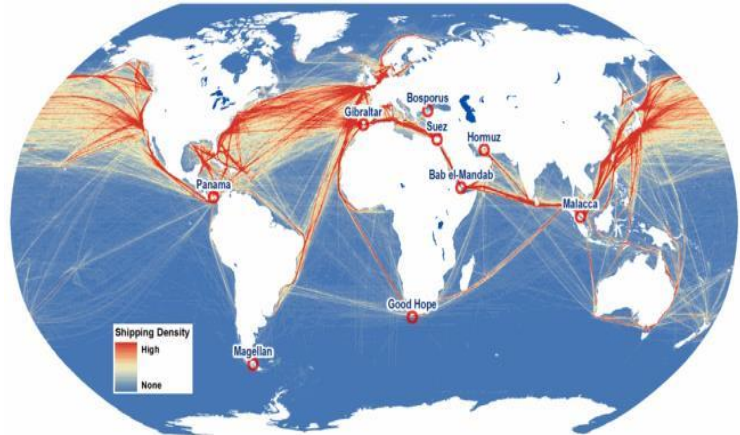 Bosporus
Gibraltar
Suez
Hormuz
Bab el-Mandab
Panama
Malacca
Good Hope
Shipping Density
High
None
Magellan